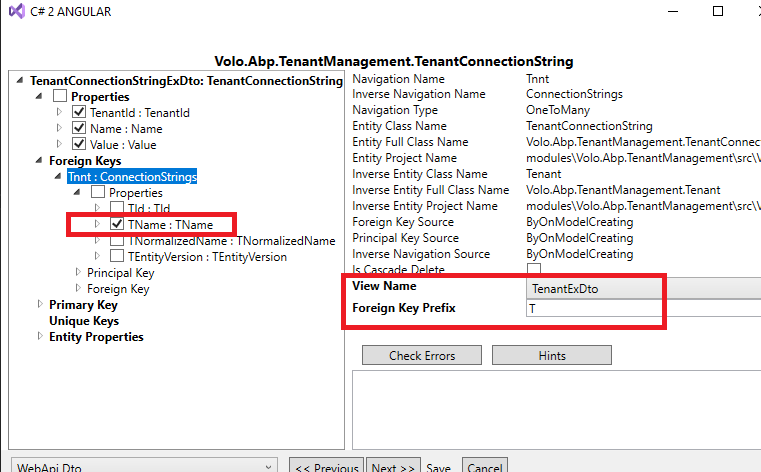 C# 2 ANGULAR
Volo.Abp.TenantManagement.TenantConnectionString
TenantConnectionStringExDto: TenantConnectionString
Properties
TenantId : TenantId
Name : Name
Value : Value
Foreign Keys
Tnnt : ConnectionStrings
Properties
TId : TId
TName : TName
TNormalizedName : TNormalizedName
TEntityVersion : TEntityVersion
Principal Key
Foreign Key
Primary Key
Unique Keys
Entity Properties
Navigation Name Tnnt
Inverse Navigation Name ConnectionStrings
Navigation Type OneToMany
Entity Class Name TenantConnectionString
Entity Full Class Name Volo.Abp.TenantManagement.TenantConnec
Entity Project Name modules\Volo.Abp.TenantManagement\src\V
Inverse Entity Class Name Tenant
Inverse Entity Full Class Name Volo.Abp.TenantManagement.Tenant
Inverse Entity Project Name modules\Volo.Abp.TenantManagement\src\V
Foreign Key Source ByOnModelCreating
Principal Key Source ByOnModelCreating
Inverse Navigation Source ByOnModelCreating
Is Cascade Delete
View Name TenantExDto
Foreign Key Prefix T
Check Errors Hints
WebApi Dto << Previous Next >> Save Cancel